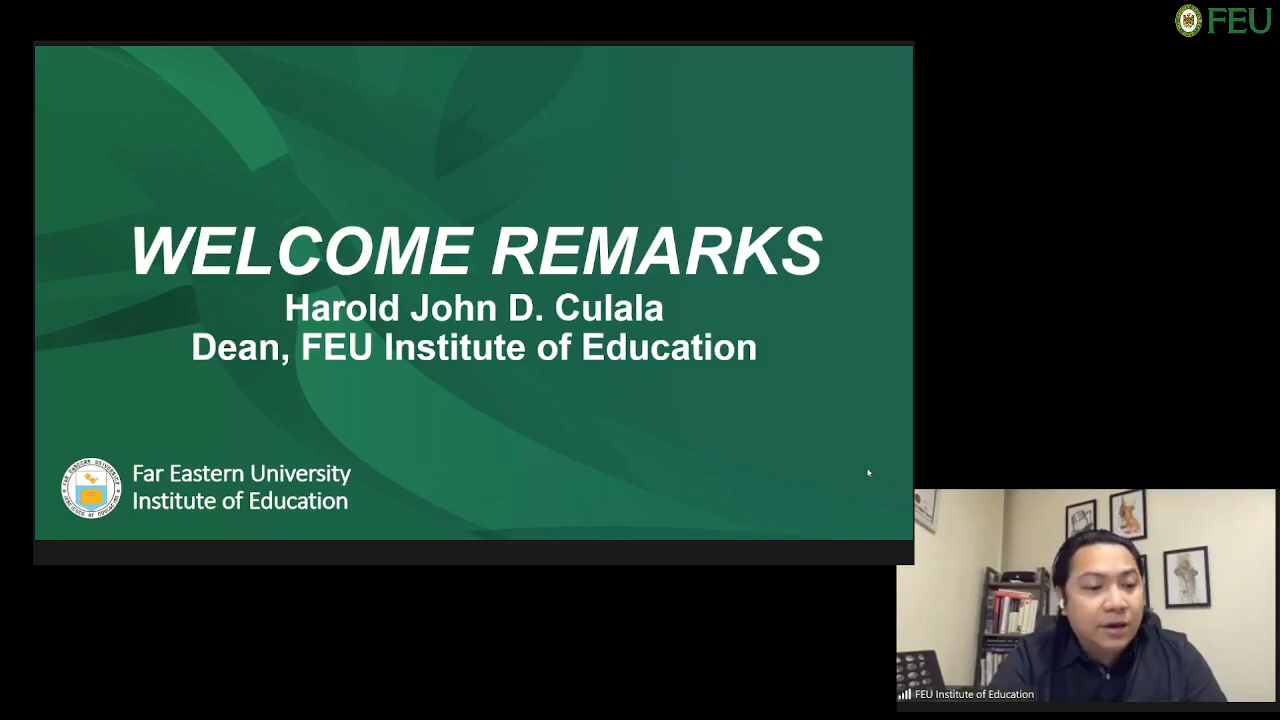 FEU
WELCOME REMARKS
Harold John D. Culala
Dean, FEU Institute of Education
Far Eastern University
Institute of Education
FEU Institute of Education